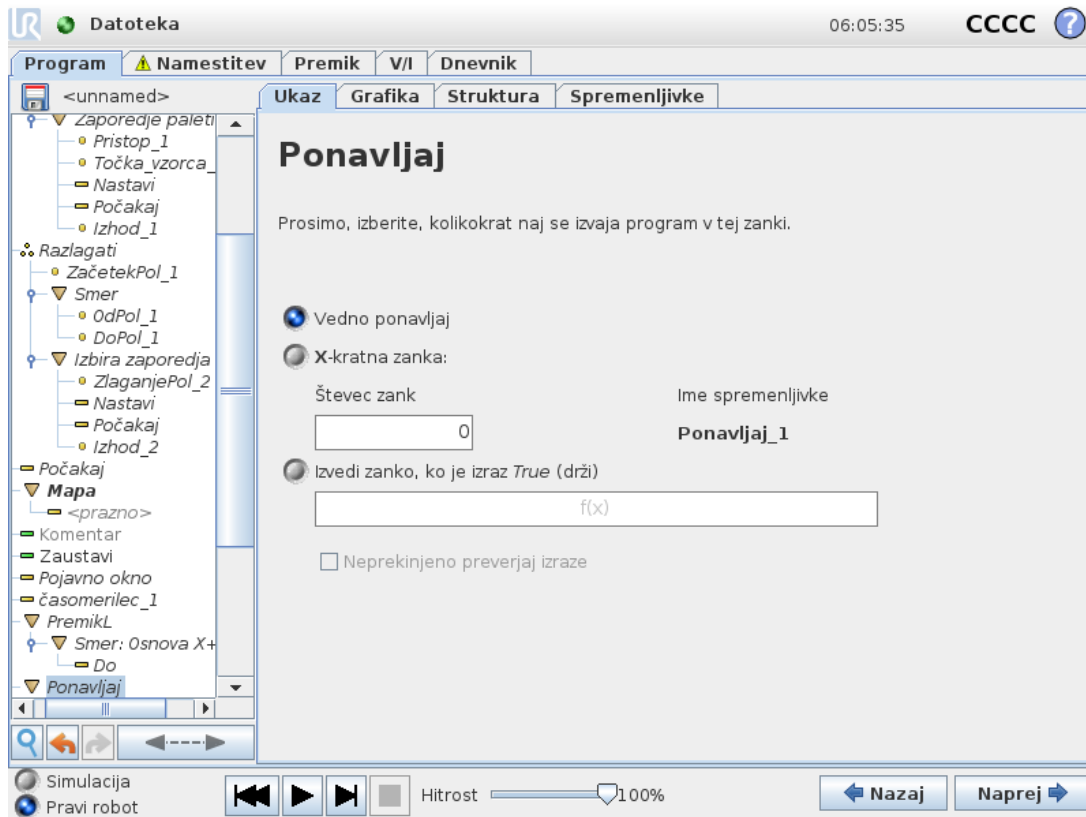 Datoteka
06:05:35
CCCC
?
Program
Namestitev
Premik
V/I
Dnevnik
<unnamed>
Ukaz
Grafika
Struktura
Spremenljivke
Zaporedje paleti
Pristop_1
Točka_vzorca_
Nastavi
Počakaj
Izhod_1
Razlagati
ZačetekPol_1
Smer
OdPol_1
DoPol_1
Izbira zaporedja
ZlaganjePol_2
Nastavi
Počakaj
Izhod_2
Počakaj
Mapa
<prazno>
Komentar
Zaustavi
Pojavno okno
časomerilec_1
PremikL
Smer: Osnova X+
Do
Ponavljaj
Ponavljaj
Prosimo, izberite, kolikokrat naj se izvaja program v tej zanki.
Vedno ponavljaj
X-kratna zanka:
Števec zank
Ime spremenljivke
0
Ponavljaj_1
Izvedi zanko, ko je izraz True (drži)
f(x)
Neprekinjeno preverjaj izraze
Simulacija
Pravi robot
Hitrost
100%
Nazaj
Naprej